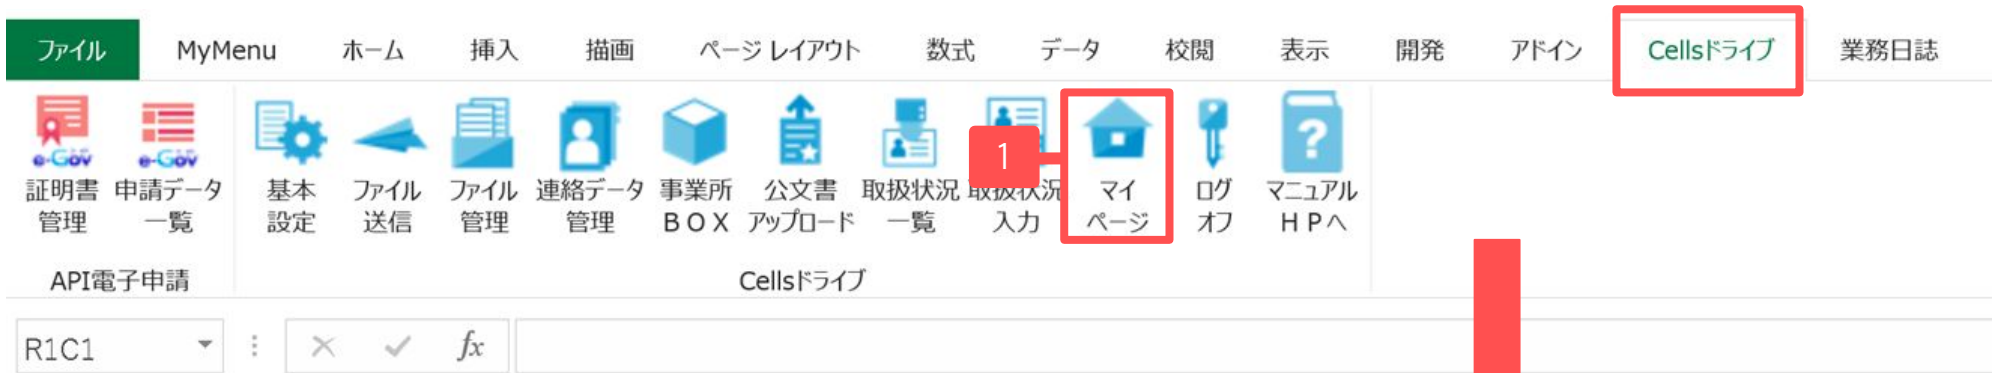 ファイル MyMenu ホーム 挿入 描画 ページ レイアウト 数式 データ 校閲 表示 開発 アドイン Cellsドライブ 業務日誌
e-Gov e-Gov 1 ?
証明書 申請データ 基本 ファイル ファイル 連絡データ 事業所 公文書 取扱状況 取扱状況 マイ ログ マニュアル
管理 一覧 設定 送信 管理 管理 ＢＯＸ アップロード 一覧 入力 ページ オフ ＨＰへ
API電子申請 Cellsドライブ
R1C1 fx